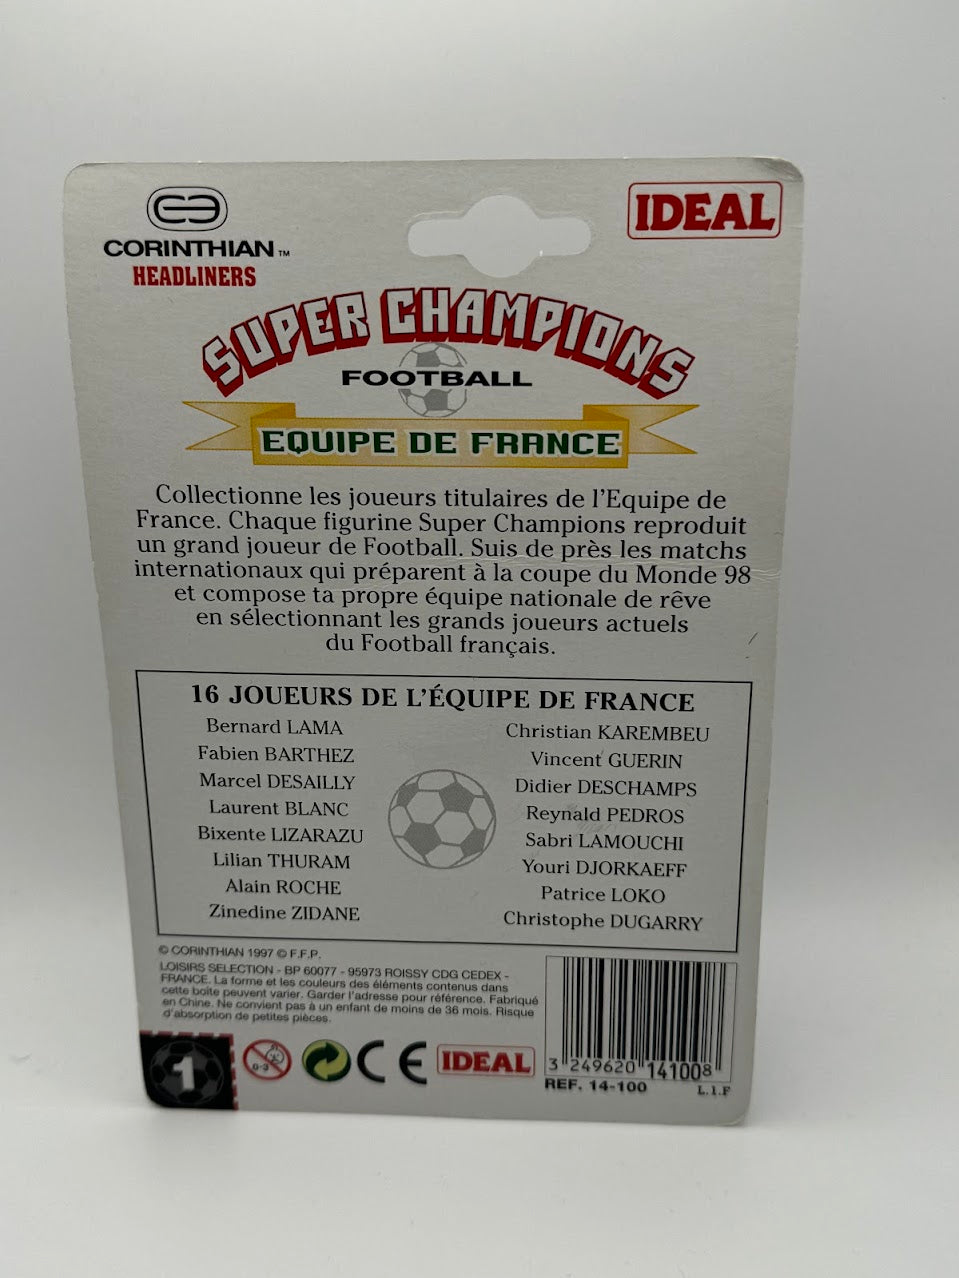 CORINTHIAN™
HEADLINERS
IDEAL
SUPER CHAMPIONS
FOOTBALL
EQUIPE DE FRANCE
Collectionne les joueurs titulaires de l'Equipe de
France. Chaque figurine Super Champions reproduit
un grand joueur de Football. Suis de près les matchs
internationaux qui préparent à la coupe du Monde 98
et compose ta propre équipe nationale de rêve
en sélectionnant les grands joueurs actuels
du Football français.
16 JOUEURS DE L'ÉQUIPE DE FRANCE
Bernard LAMA
Fabien BARTHEZ
Marcel DESAILLY
Laurent BLANC
Bixente LIZARAZU
Lilian THURAM
Alain ROCHE
Zinedine ZIDANE
Christian KAREMBEU
Vincent GUERIN
Didier DESCHAMPS
Reynald PEDROS
Sabri LAMOUCHI
Youri DJORKAEFF
Patrice LOKO
Christophe DUGARRY
© CORINTHIAN 1997 © F.F.P.
LOISIRS SELECTION - BP 60077 - 95973 ROISSY CDG CEDEX -
FRANCE. La forme et les couleurs des éléments contenus dans
cette boîte peuvent varier. Garder l'adresse pour référence. Fabriqué
en Chine. Ne convient pas à un enfant de moins de 36 mois. Risque
d'absorption de petites pièces.
1
0-3
CE
IDEAL
3 249620 141008
REF. 14-100
L.I.F